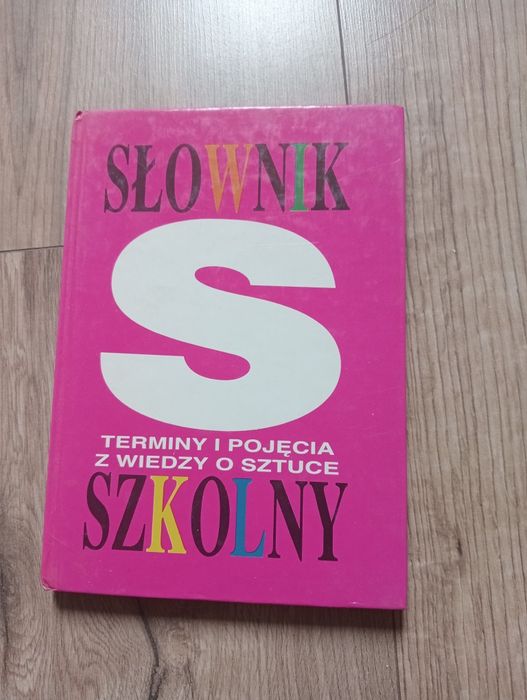 SŁOWNIK
S
TERMINY I POJĘCIA
Z WIEDZY O SZTUCE
SZKOLNY